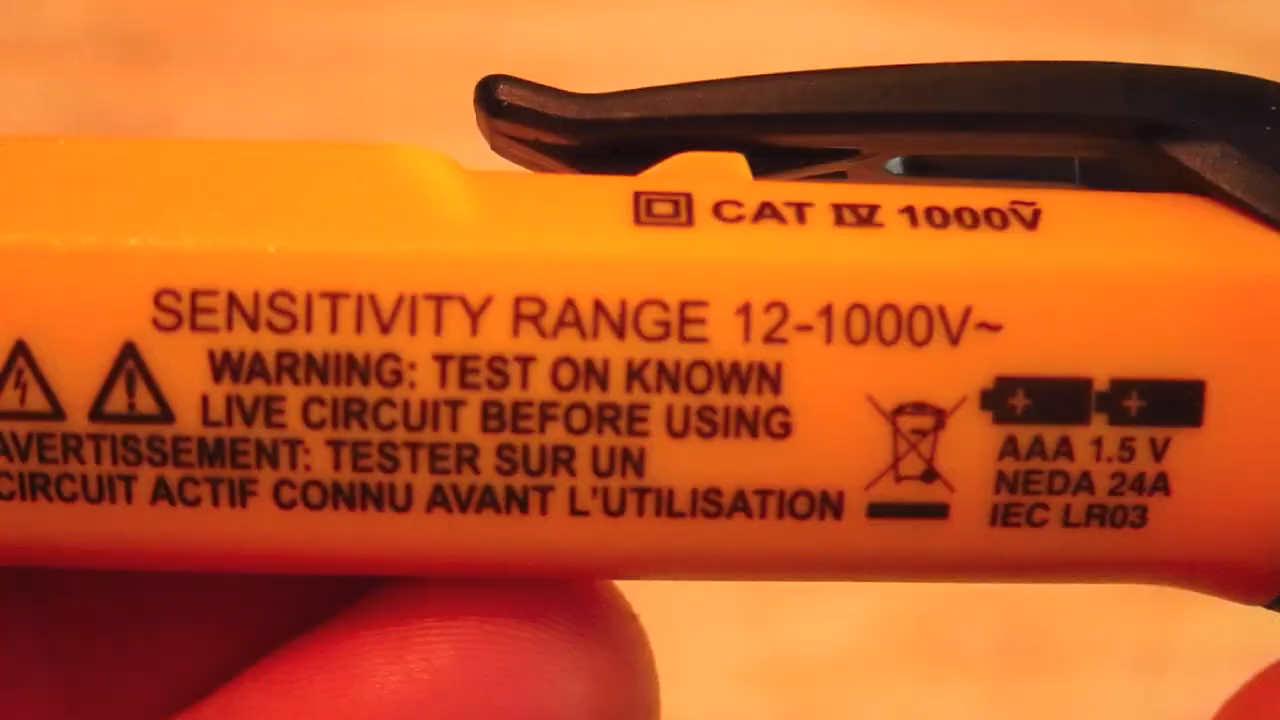 CAT IV 1000V~
SENSITIVITY RANGE 12-1000V~
WARNING: TEST ON KNOWN
LIVE CIRCUIT BEFORE USING
AVERTISSEMENT: TESTER SUR UN
CIRCUIT ACTIF CONNU AVANT L'UTILISATION
+ +
AAA 1.5 V
NEDA 24A
IEC LR03